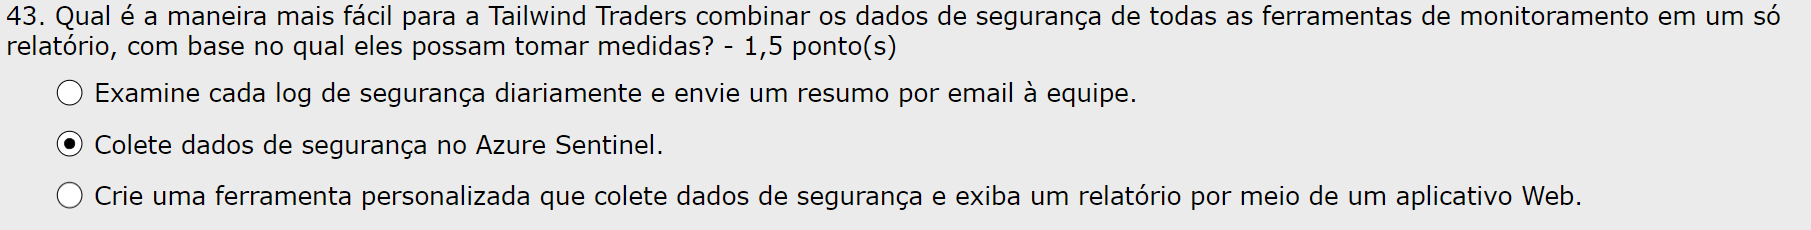 43. Qual é a maneira mais fácil para a Tailwind Traders combinar os dados de segurança de todas as ferramentas de monitoramento em um só
relatório, com base no qual eles possam tomar medidas? - 1,5 ponto(s)
Examine cada log de segurança diariamente e envie um resumo por email à equipe.
Colete dados de segurança no Azure Sentinel.
Crie uma ferramenta personalizada que colete dados de segurança e exiba um relatório por meio de um aplicativo Web.